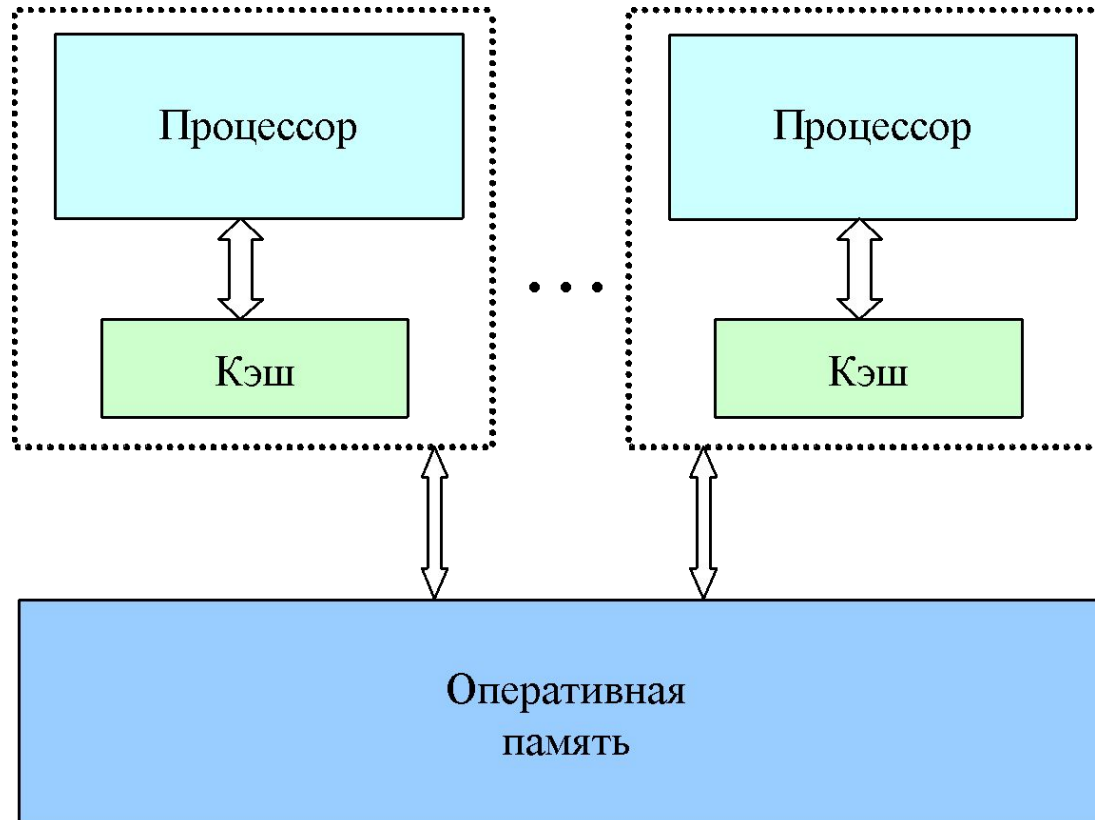 Процессор
Процессор
Кэш
Кэш
Оперативная
память